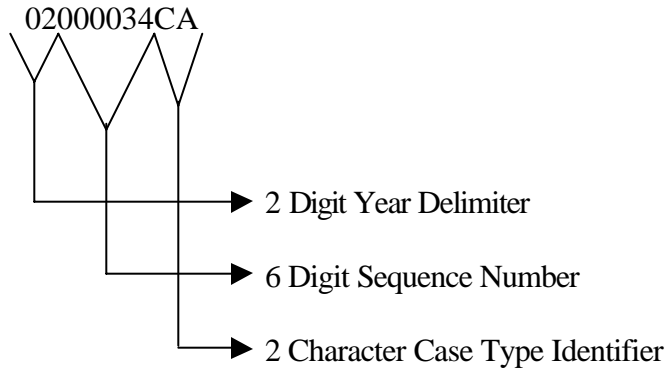 02000034CA
2 Digit Year Delimiter
6 Digit Sequence Number
2 Character Case Type Identifier